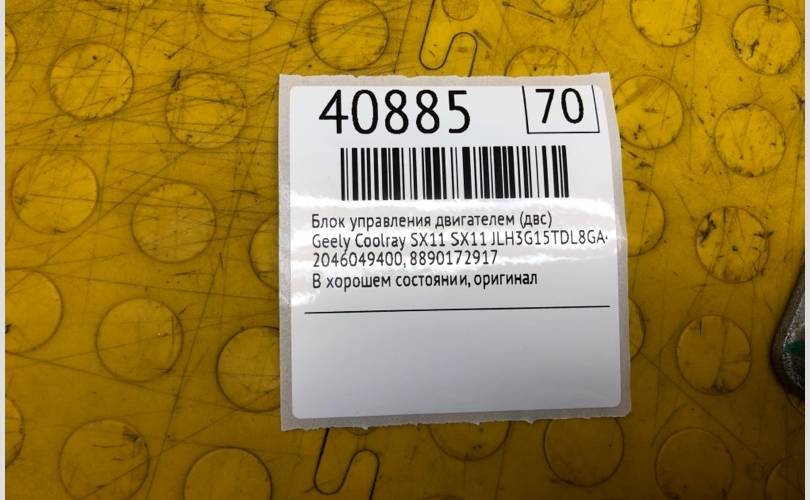 40885 70
Блок управления двигателем (двс)
Geely Coolray SX11 SX11 JLH3G15TDL8GA-
2046049400, 8890172917
В хорошем состоянии, оригинал